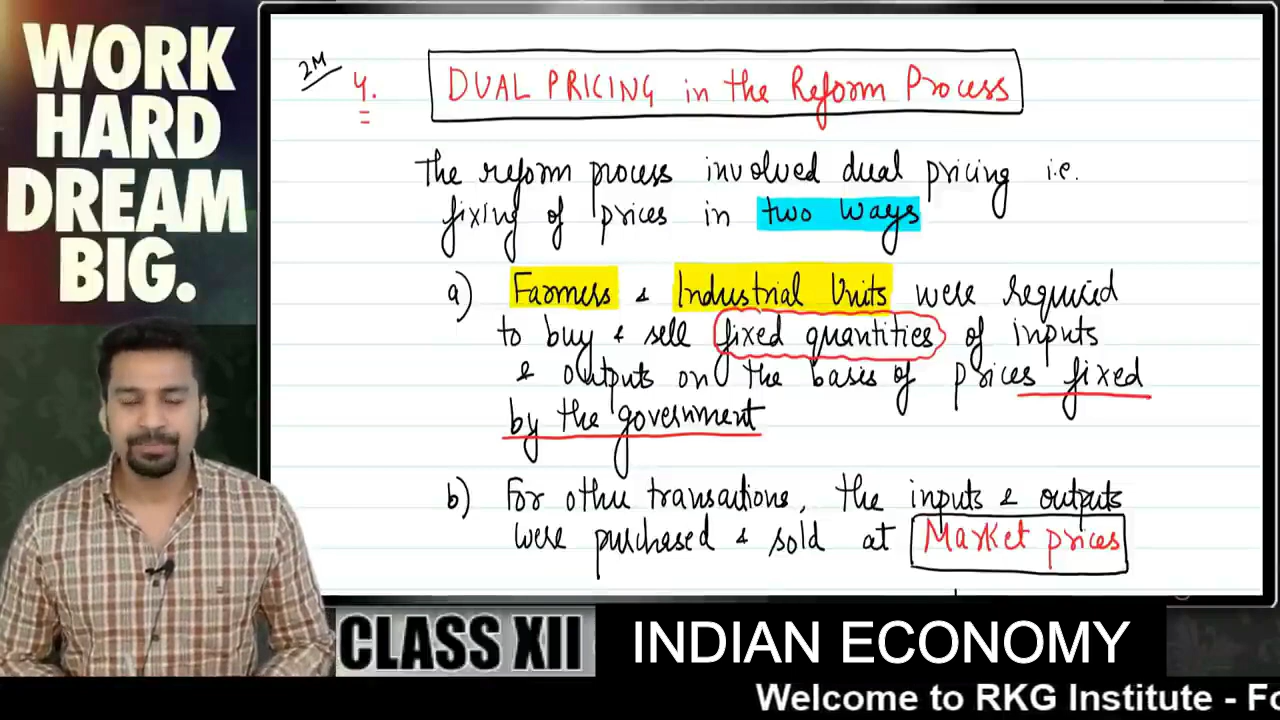 WORK
HARD
DREAM
BIG.
2M
4.
DUAL PRICING in the Reform Process
The reform process involved dual pricing i.e.
fixing of prices in two ways
a) Farmers & Industrial Units were required
to buy & sell fixed quantities of inputs
& outputs on the basis of prices fixed
by the government
b) For other transactions, the inputs & outputs
were purchased & sold at Market prices
CLASS XII INDIAN ECONOMY
Welcome to RKG Institute - Fo